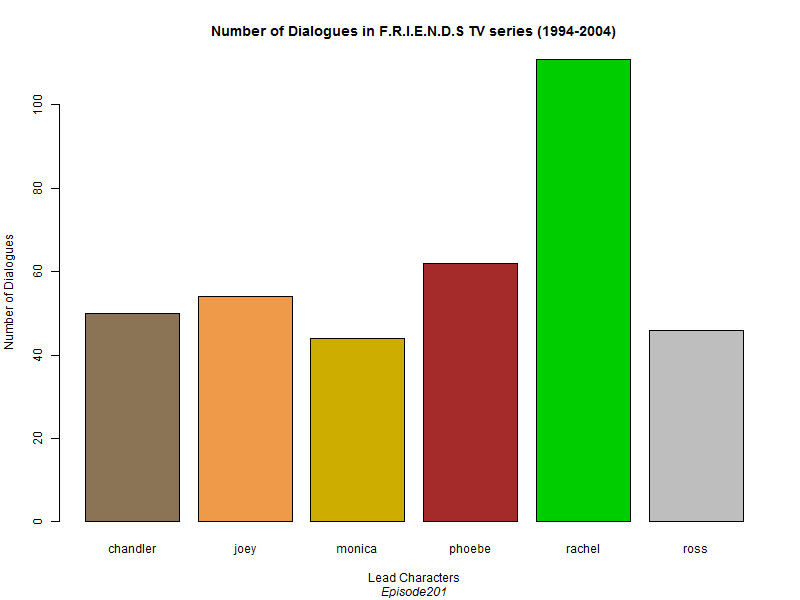 Number of Dialogues in F.R.I.E.N.D.S TV series (1994-2004)
Number of Dialogues
100
80
60
40
20
0
chandler joey monica phoebe rachel ross
Lead Characters
Episode201